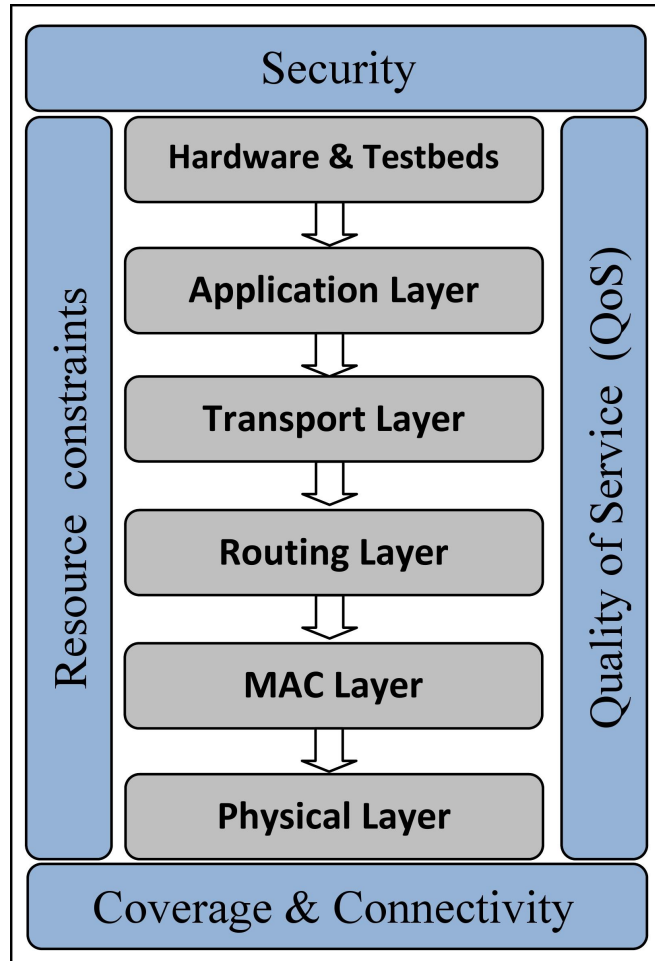 Security
Resource constraints
Hardware & Testbeds
Application Layer
Transport Layer
Routing Layer
MAC Layer
Physical Layer
Quality of Service (QoS)
Coverage & Connectivity